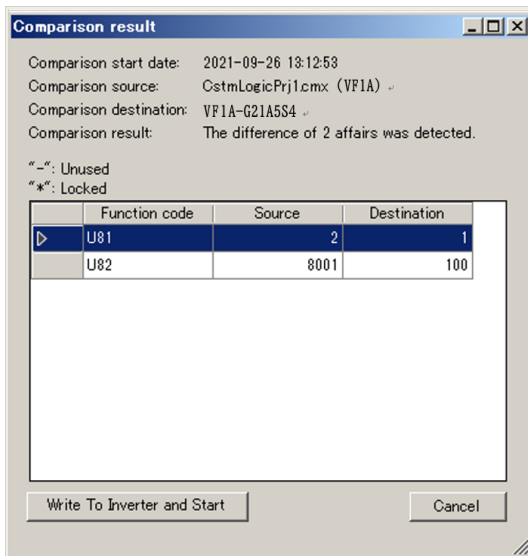 Comparison result
Comparison start date: 2021-09-26 13:12:53
Comparison source: CstmLogicPrj1.cmx (VF1A) ↵
Comparison destination: VF1A-G21A5S4 ↵
Comparison result: The difference of 2 affairs was detected.
"-": Unused
"*": Locked
Function code Source Destination
U81 2 1
U82 8001 100
Write To Inverter and Start Cancel